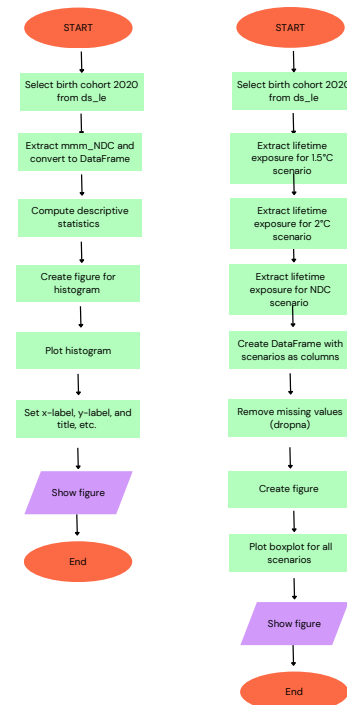 START
Select birth cohort 2020
from ds_le
Extract mmm_NDC and
convert to DataFrame
Compute descriptive
statistics
Create figure for
histogram
Plot histogram
Set x-label, y-label, and
title, etc.
Show figure
End
START
Select birth cohort 2020
from ds_le
Extract lifetime
exposure for 1.5°C
scenario
Extract lifetime
exposure for 2°C
scenario
Extract lifetime
exposure for NDC
scenario
Create DataFrame with
scenarios as columns
Remove missing values
(dropna)
Create figure
Plot boxplot for all
scenarios
Show figure
End